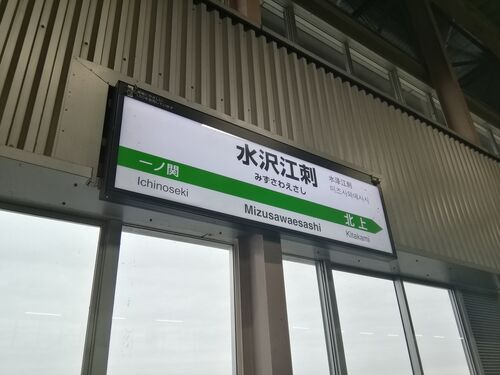 水沢江刺
みずさわえさし
水泽江刺
미즈사와에사시
一ノ関
Ichinoseki
Mizusawaesashi
北上
Kitakami